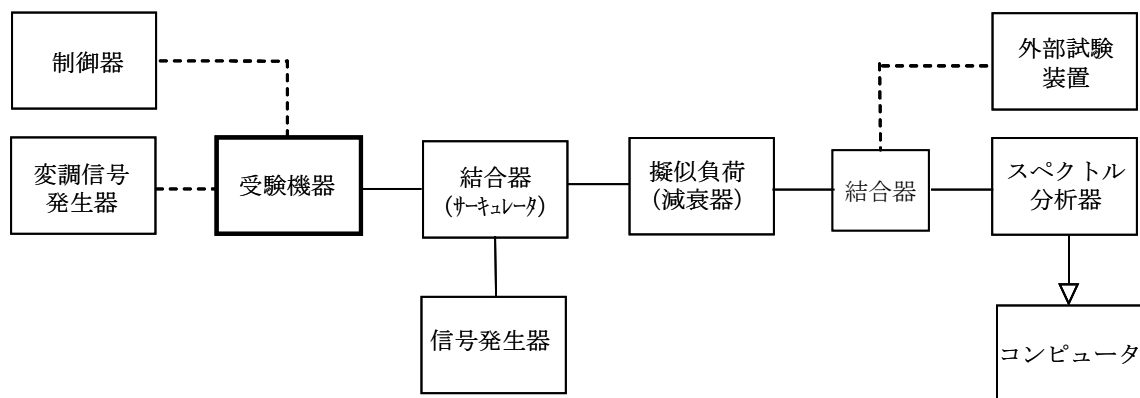 制御器
変調信号
発生器
受験機器
結合器
(サーキュレータ)
信号発生器
擬似負荷
(減衰器)
結合器
外部試験
装置
スペクトル
分析器
コンピュータ